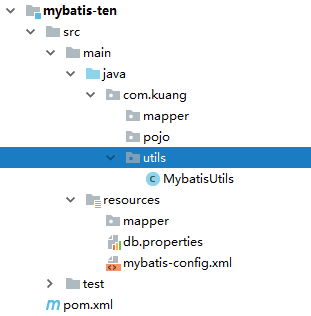 mybatis-ten
src
main
java
com.kuang
mapper
pojo
utils
MybatisUtils
resources
mapper
db.properties
mybatis-config.xml
test
pom.xml